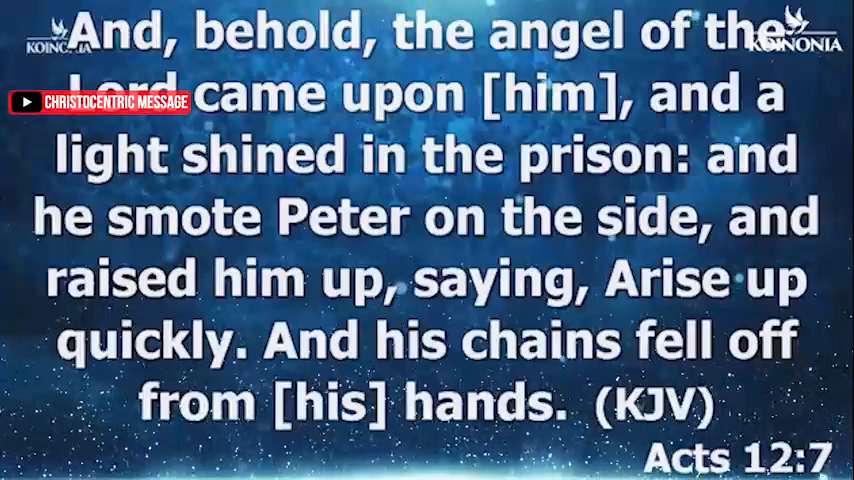 And, behold, the angel of the
KOINONIA
KOINONIA
Lord came upon [him], and a
CHRISTOCENTRIC MESSAGE
light shined in the prison: and
he smote Peter on the side, and
raised him up, saying, Arise up
quickly. And his chains fell off
from [his] hands. (KJV)
Acts 12:7